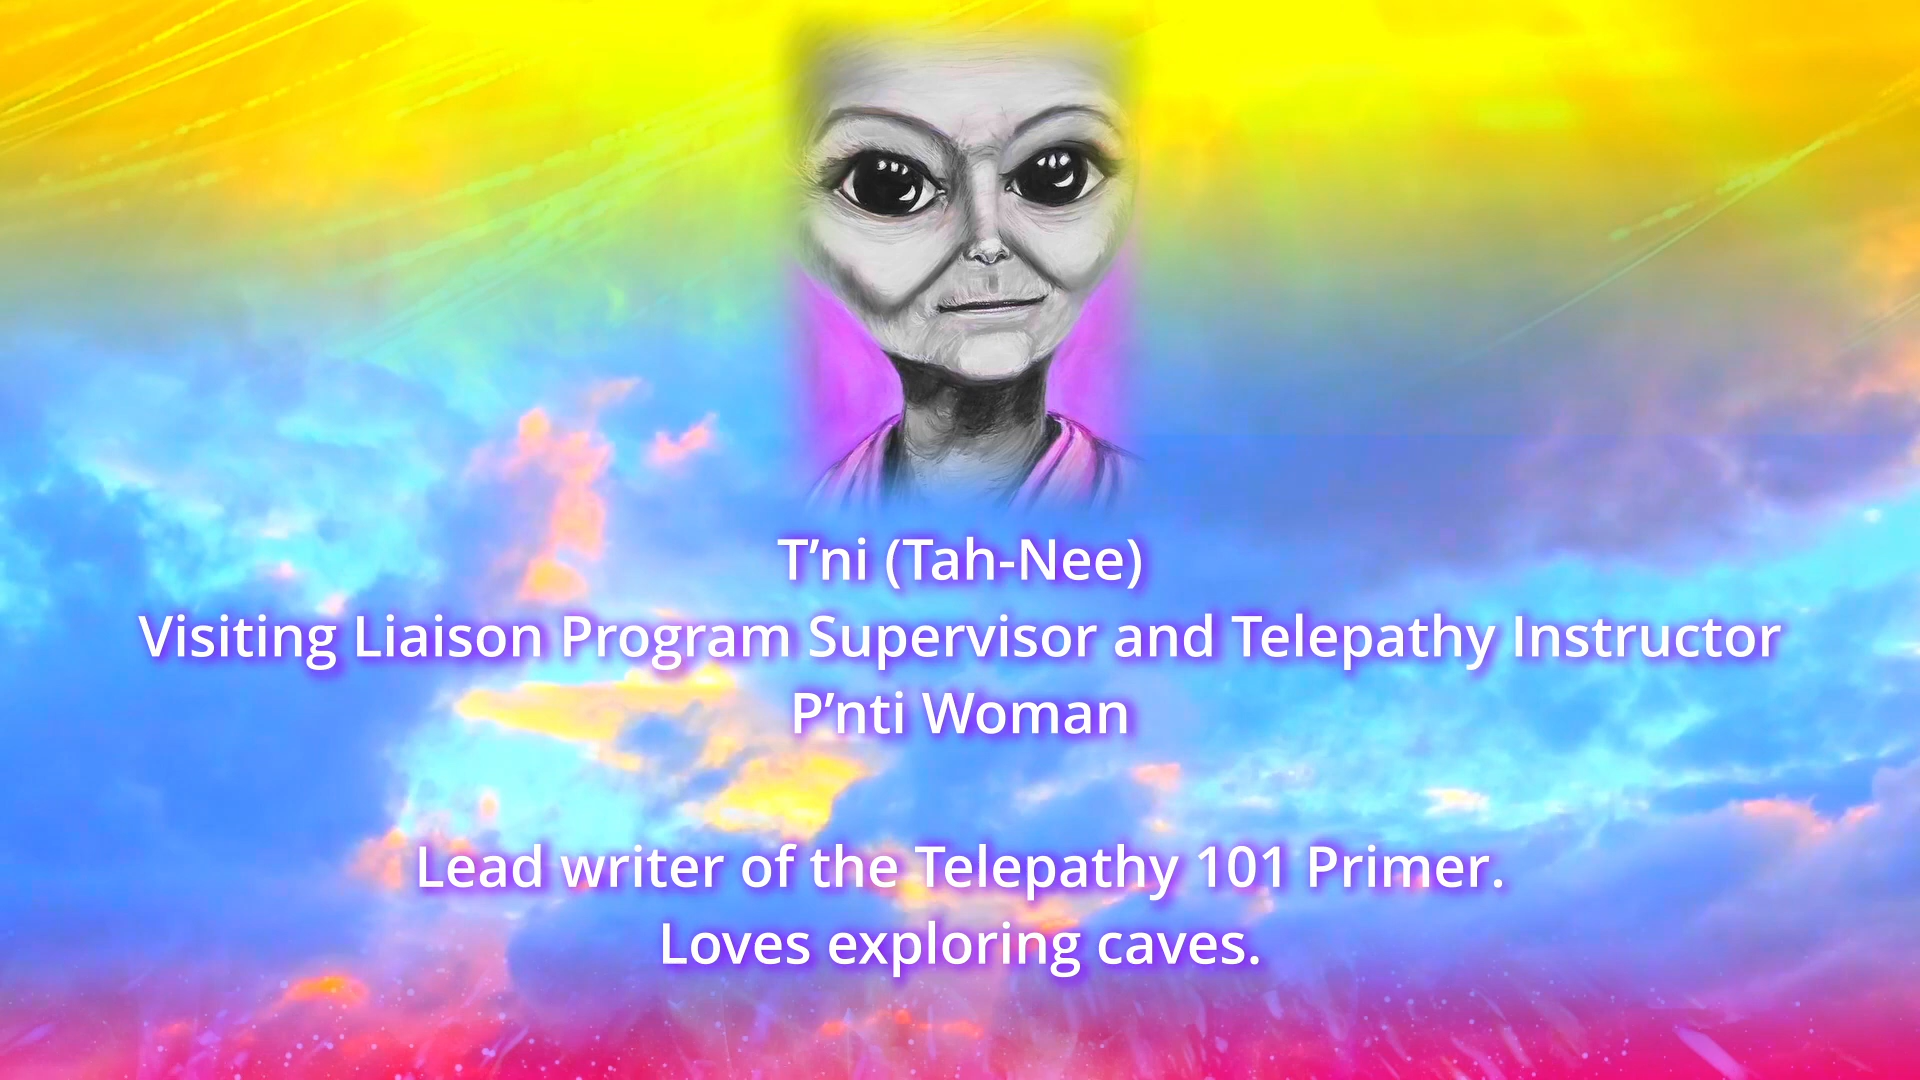 T’ni (Tah-Nee)
Visiting Liaison Program Supervisor and Telepathy Instructor
P’nti Woman
Lead writer of the Telepathy 101 Primer.
Loves exploring caves.